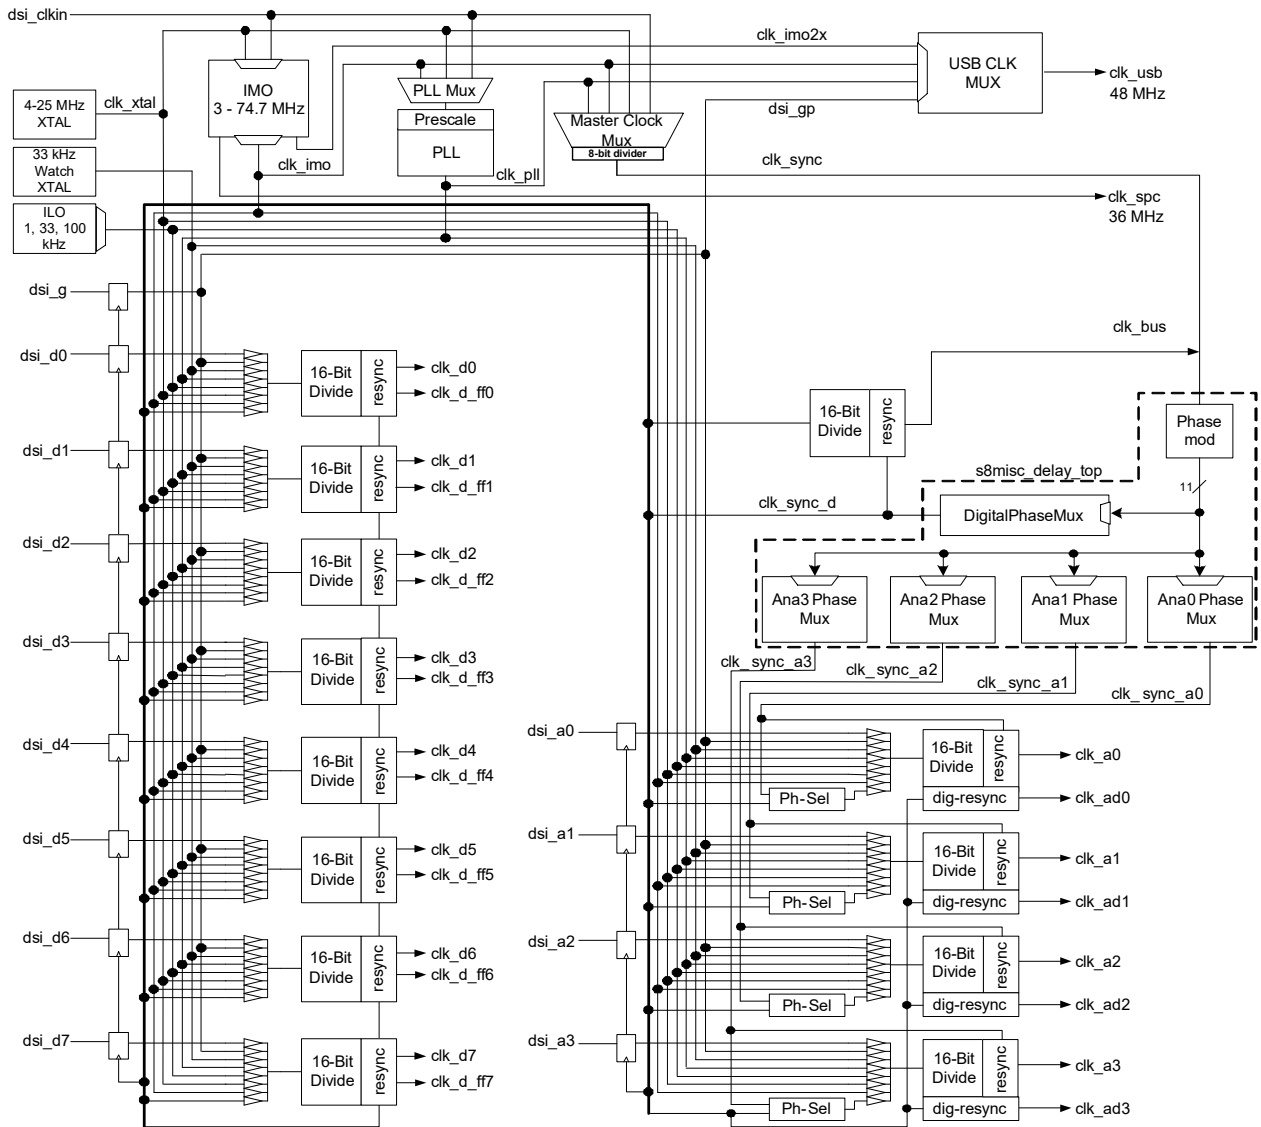 dsi_clkin
clk_imo2x
USB CLK
MUX
clk_usb
48 MHz
IMO
3 - 74.7 MHz
PLL Mux
Prescale
PLL
4-25 MHz
XTAL
clk_xtal
dsi_gp
Master Clock
Mux
8-bit divider
33 kHz
Watch
XTAL
clk_imo
clk_pll
clk_sync
clk_spc
36 MHz
ILO
1, 33, 100
kHz
dsi_g
clk_bus
dsi_d0
16-Bit
Divide
resync
clk_d0
clk_d_ff0
16-Bit
Divide
resync
Phase
mod
dsi_d1
16-Bit
Divide
resync
clk_d1
clk_d_ff1
s8misc_delay_top
11
clk_sync_d
DigitalPhaseMux
dsi_d2
16-Bit
Divide
resync
clk_d2
clk_d_ff2
Ana3 Phase
Mux
Ana2 Phase
Mux
Ana1 Phase
Mux
Ana0 Phase
Mux
dsi_d3
16-Bit
Divide
resync
clk_d3
clk_d_ff3
clk_sync_a3
clk_sync_a2
clk_sync_a1
clk_sync_a0
dsi_d4
16-Bit
Divide
resync
clk_d4
clk_d_ff4
dsi_a0
16-Bit
Divide
resync
clk_a0
Ph-Sel
dig-resync
clk_ad0
dsi_d5
16-Bit
Divide
resync
clk_d5
clk_d_ff5
dsi_a1
16-Bit
Divide
resync
clk_a1
Ph-Sel
dig-resync
clk_ad1
dsi_d6
16-Bit
Divide
resync
clk_d6
clk_d_ff6
dsi_a2
16-Bit
Divide
resync
clk_a2
Ph-Sel
dig-resync
clk_ad2
dsi_d7
16-Bit
Divide
resync
clk_d7
clk_d_ff7
dsi_a3
16-Bit
Divide
resync
clk_a3
Ph-Sel
dig-resync
clk_ad3